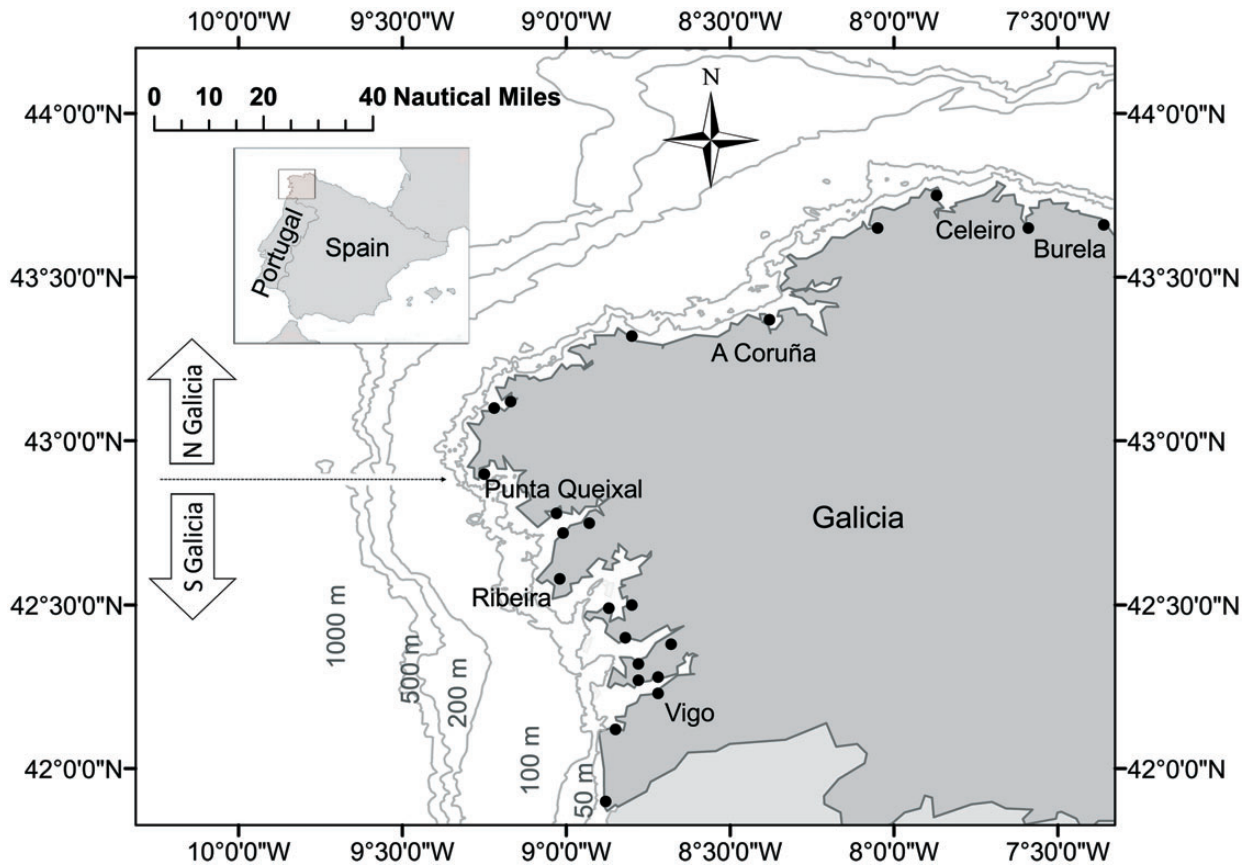 10°0'0"W 9°30'0"W 9°0'0"W 8°30'0"W 8°0'0"W 7°30'0"W
N
0 10 20 40 Nautical Miles
44°0'0"N 44°0'0"N
Portugal
Spain
Celeiro
Burela
43°30'0"N 43°30'0"N
A Coruña
N Galicia
43°0'0"N 43°0'0"N
Punta Queixal
Galicia
S Galicia
Ribeira
42°30'0"N 42°30'0"N
1000 m
500 m
200 m
100 m
50 m
Vigo
42°0'0"N 42°0'0"N
10°0'0"W 9°30'0"W 9°0'0"W 8°30'0"W 8°0'0"W 7°30'0"W